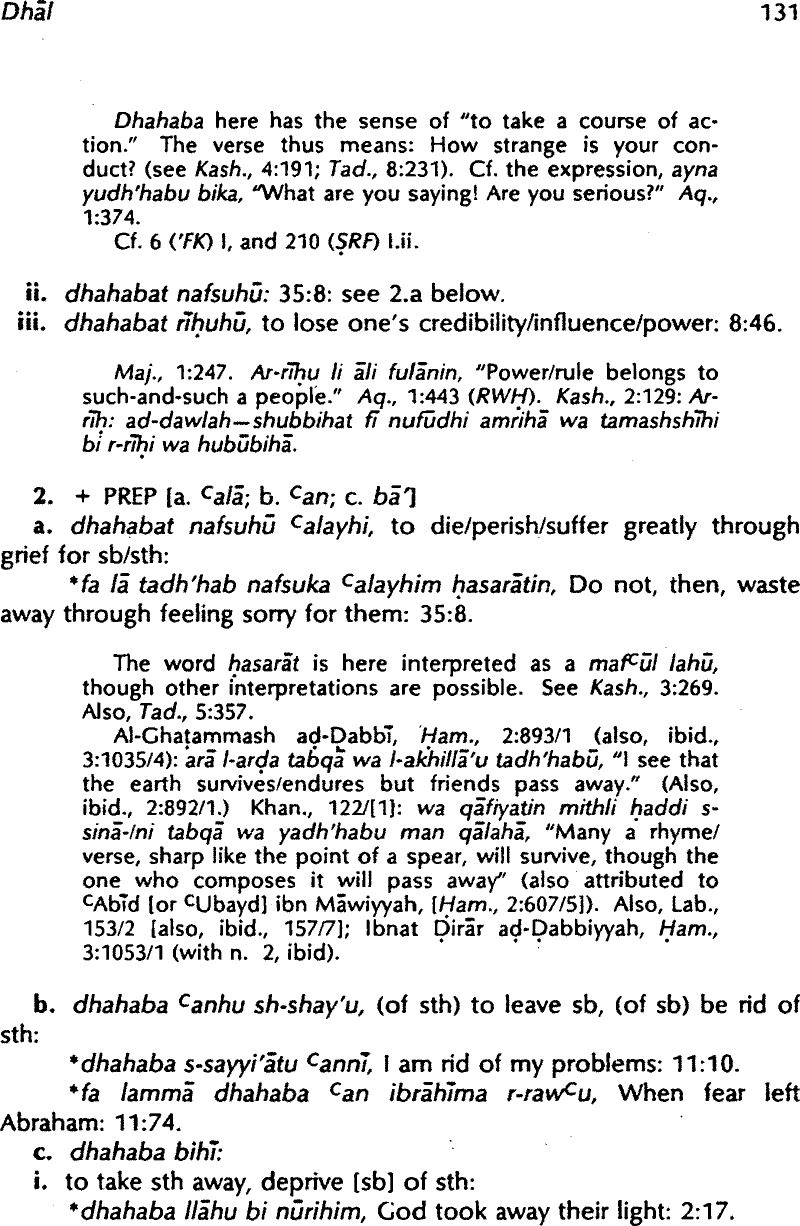 Dhāl 131
Dhahaba here has the sense of "to take a course of ac-
tion." The verse thus means: How strange is your con-
duct? (see Kash., 4:191; Tad., 8:231). Cf. the expression, ayna
yudh'habu bika, "What are you saying! Are you serious?" Aq.,
1:374.
Cf. 6 ('FK) I, and 210 (ṢRF) I.ii.
ii. dhahabat nafsuhū: 35:8: see 2.a below.
iii. dhahabat rīḥuhū, to lose one's credibility/influence/power: 8:46.
Maj., 1:247. Ar-rīḥu li āli fulānin, "Power/rule belongs to
such-and-such a people." Aq., 1:443 (RWḤ). Kash., 2:129: Ar-
rīḥ: ad-dawlah—shubbihat fī nufūdhi amrihā wa tamashshīhi
bi r-rīḥi wa hubūbihā.
2. + PREP [a. ᶜalā; b. ᶜan; c. bā']
a. dhahabat nafsuhū ᶜalayhi, to die/perish/suffer greatly through
grief for sb/sth:
*fa lā tadh'hab nafsuka ᶜalayhim ḥasarātin, Do not, then, waste
away through feeling sorry for them: 35:8.
The word ḥasarāt is here interpreted as a mafᶜūl lahū,
though other interpretations are possible. See Kash., 3:269.
Also, Tad., 5:357.
Al-Ghaṭammash aḍ-Ḍabbī, Ḥam., 2:893/1 (also, ibid.,
3:1035/4): arā l-arḍa tabqā wa l-akhillā'u tadh'habū, "I see that
the earth survives/endures but friends pass away." (Also,
ibid., 2:892/1.) Khan., 122/[1]: wa qāfiyatin mithli ḥaddi s-
sinā-/ni tabqā wa yadh'habu man qālahā, "Many a rhyme/
verse, sharp like the point of a spear, will survive, though the
one who composes it will pass away" (also attributed to
ᶜAbīd [or ᶜUbayd] ibn Māwiyyah, [Ḥam., 2:607/5]). Also, Lab.,
153/2 [also, ibid., 157/7]; Ibnat Ḍirār aḍ-Ḍabbiyyah, Ḥam.,
3:1053/1 (with n. 2, ibid).
b. dhahaba ᶜanhu sh-shay'u, (of sth) to leave sb, (of sb) be rid of
sth:
*dhahaba s-sayyi'ātu ᶜannī, I am rid of my problems: 11:10.
*fa lammā dhahaba ᶜan ibrāhīma r-rawᶜu, When fear left
Abraham: 11:74.
c. dhahaba bihī:
i. to take sth away, deprive [sb] of sth:
*dhahaba llāhu bi nūrihim, God took away their light: 2:17.